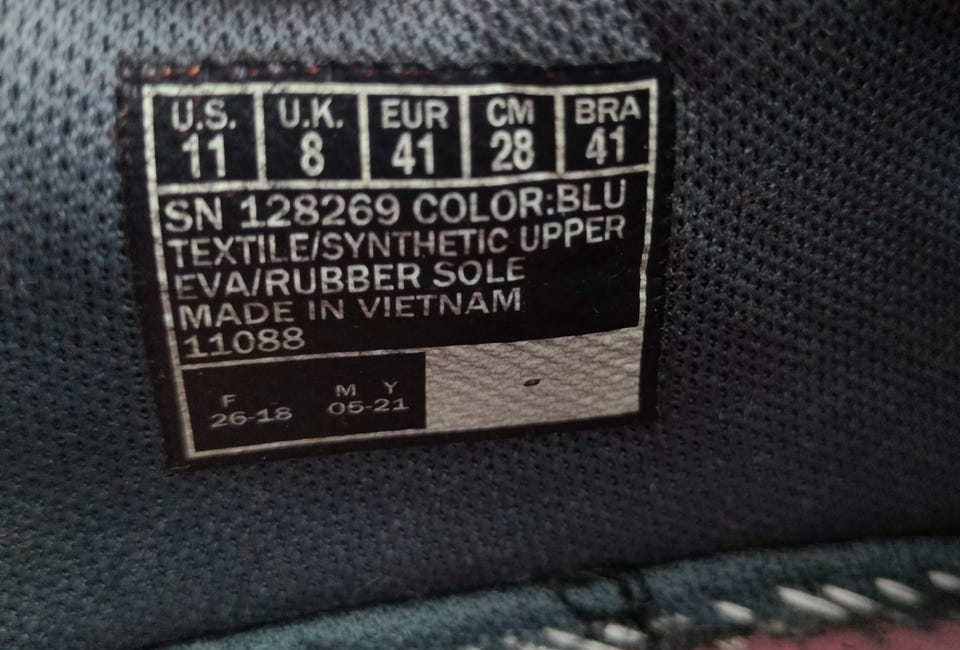 U.S. U.K. EUR CM BRA
11 8 41 28 41
SN 128269 COLOR:BLU
TEXTILE/SYNTHETIC UPPER
EVA/RUBBER SOLE
MADE IN VIETNAM
11088
F M Y
26-18 05-21